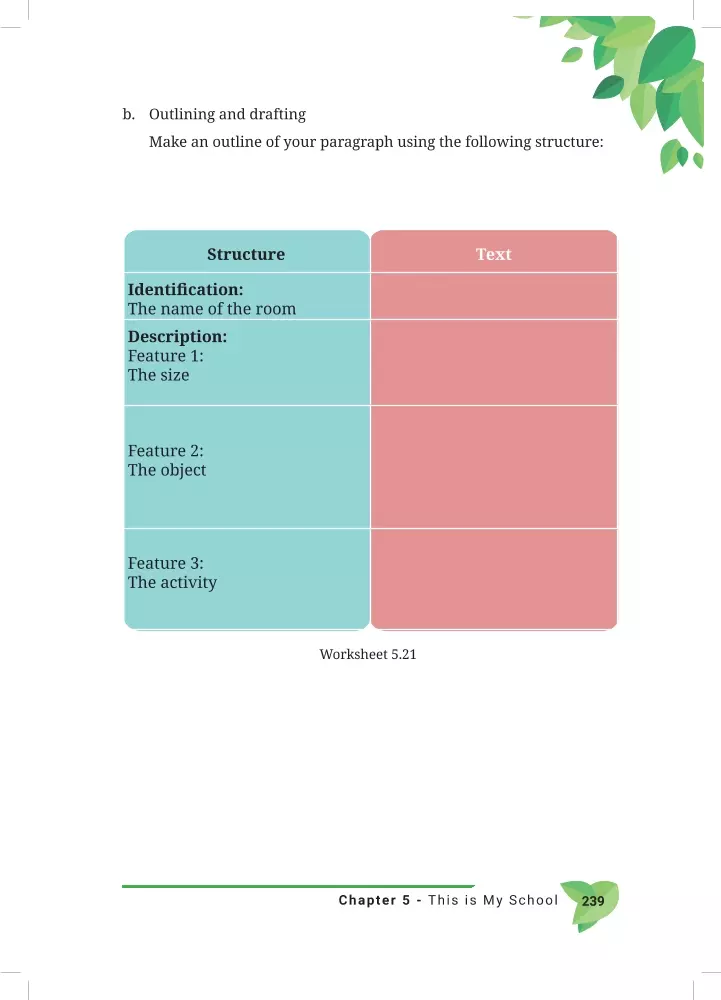 b. Outlining and drafting
Make an outline of your paragraph using the following structure:
Structure
Text
Identification:
The name of the room
Description:
Feature 1:
The size
Feature 2:
The object
Feature 3:
The activity
Worksheet 5.21
Chapter 5 - This is My School
239